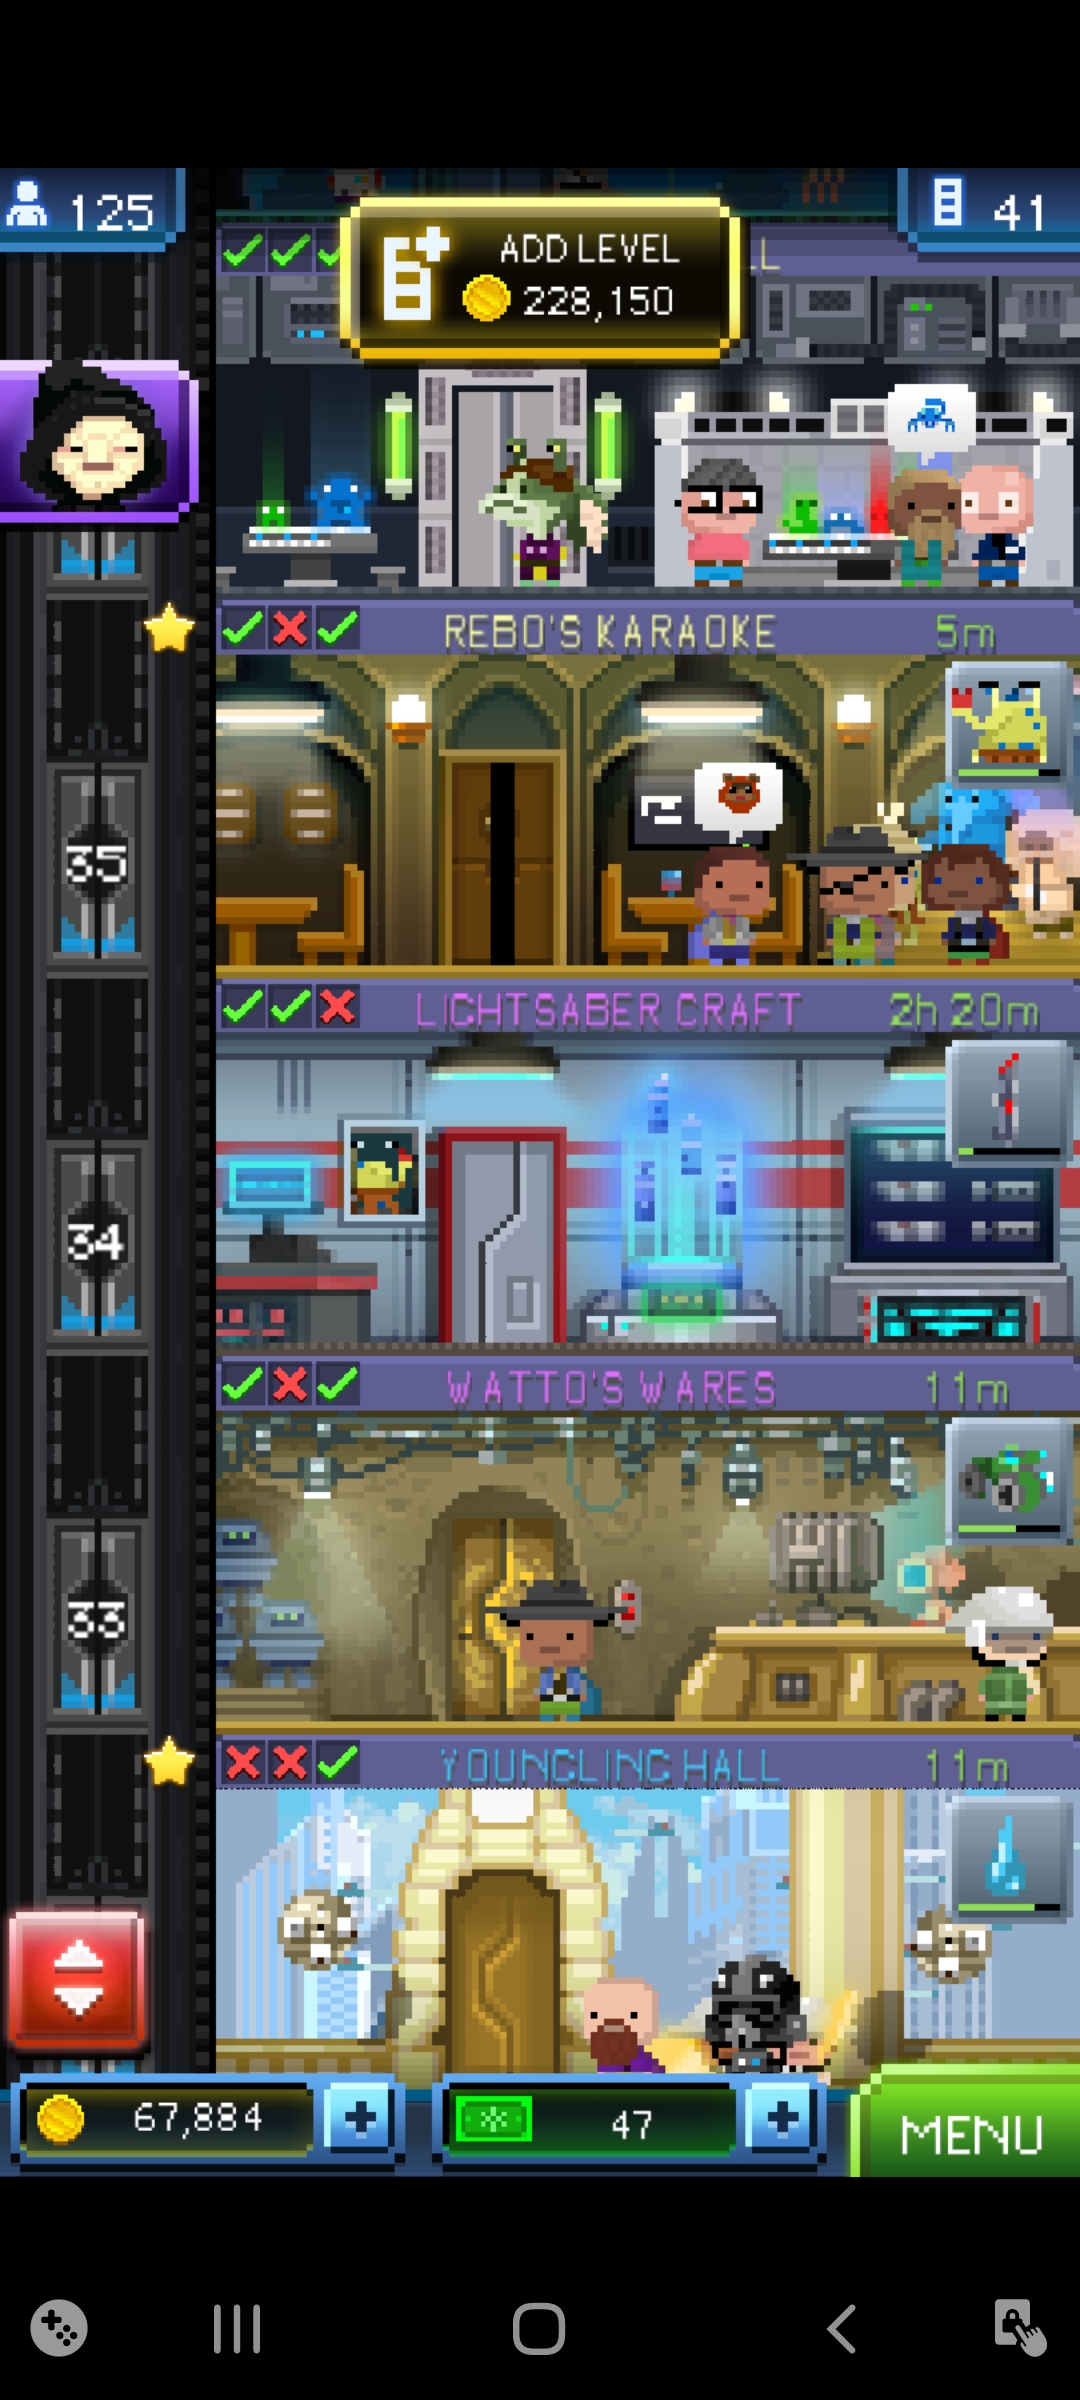 125
41
ADD LEVEL
228,150
REBO'S KARAOKE 5m
35
LIGHTSABER CRAFT 2h 20m
34
WATTO'S WARES 11m
33
YOUNGLING HALL 11m
67,884
47
MENU